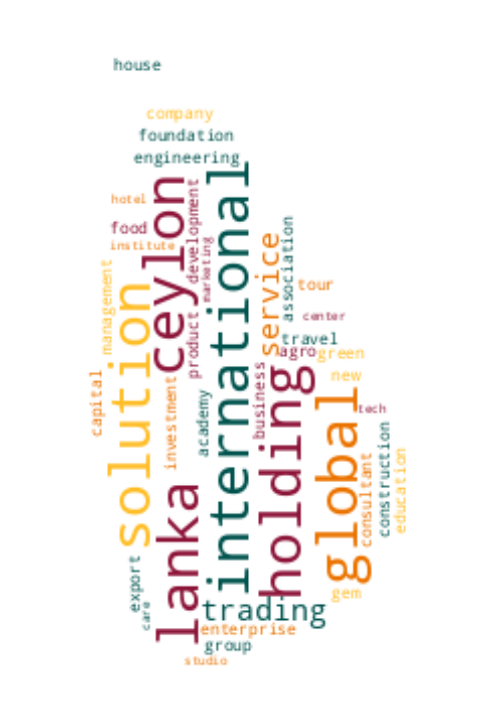 house
company
foundation
engineering
hotel
ceylon
development
international
food
marketing
institute
service
association
management
solution
tour
product
center
travel
agro
green
business
holding
new
capital
investment
academy
global
tech
construction
consultant
education
lanka
export
gem
care
trading
enterprise
group
studio